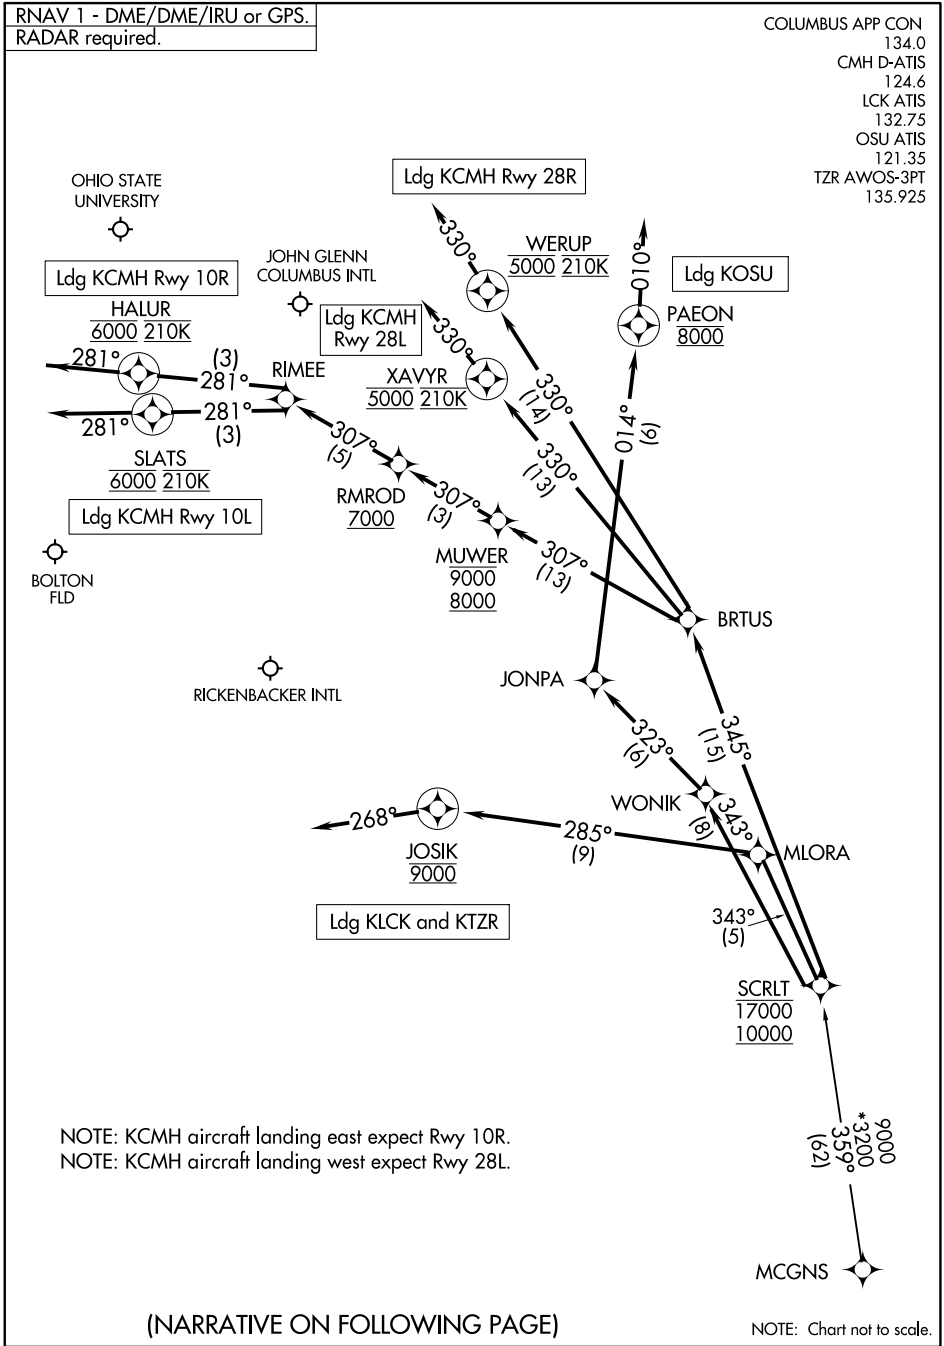 RNAV 1 - DME/DME/IRU or GPS.
RADAR required.
COLUMBUS APP CON
134.0
CMH D-ATIS
124.6
LCK ATIS
132.75
OSU ATIS
121.35
TZR AWOS-3PT
135.925
Ldg KCMH Rwy 28R
OHIO STATE
UNIVERSITY
330°
WERUP
5000 210K
010°
Ldg KOSU
JOHN GLENN
COLUMBUS INTL
Ldg KCMH Rwy 10R
HALUR
6000 210K
Ldg KCMH
Rwy 28L
330°
PAEON
8000
281°
(3)
281°
RIMEE
XAVYR
5000 210K
330°
(14)
281°
281°
(3)
014°
(6)
307°
(5)
330°
(13)
SLATS
6000 210K
RMROD
7000
307°
(3)
Ldg KCMH Rwy 10L
MUWER
9000
8000
307°
(13)
BOLTON
FLD
BRTUS
RICKENBACKER INTL
JONPA
323°
(6)
345°
(15)
WONIK
343°
(8)
268°
JOSIK
9000
285°
(9)
MLORA
Ldg KLCK and KTZR
343°
(5)
SCRLT
17000
10000
NOTE: KCMH aircraft landing east expect Rwy 10R.
NOTE: KCMH aircraft landing west expect Rwy 28L.
9000
*3200
359°
(62)
MCGNS
(NARRATIVE ON FOLLOWING PAGE)
NOTE: Chart not to scale.